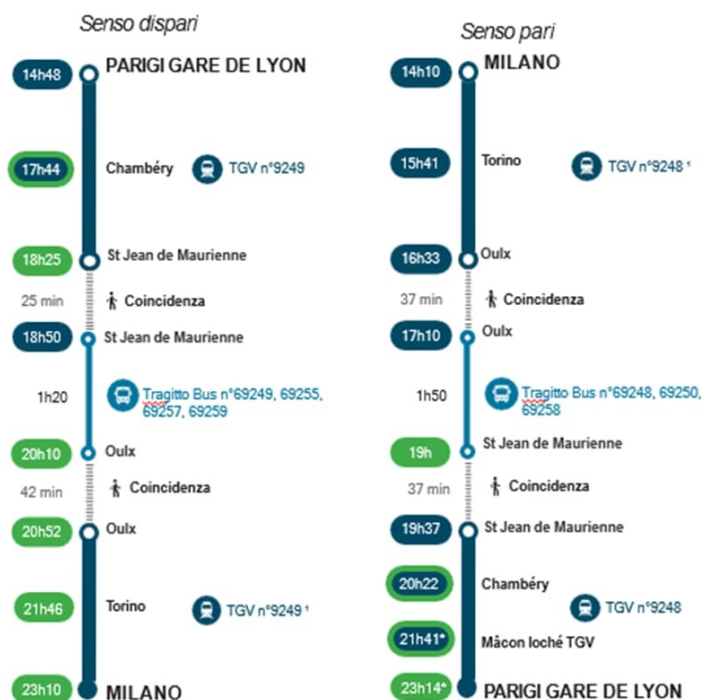 Senso dispari
14h48 PARIGI GARE DE LYON
17h44 Chambéry TGV n°9249
18h25 St Jean de Maurienne
25 min Coincidenza
18h50 St Jean de Maurienne
1h20 Tragitto Bus n°69249, 69255,
69257, 69259
20h10 Oulx
42 min Coincidenza
20h52 Oulx
21h46 Torino TGV n°9249 ¹
23h10 MILANO
Senso pari
14h10 MILANO
15h41 Torino TGV n°9248 ¹
16h33 Oulx
37 min Coincidenza
17h10 Oulx
1h50 Tragitto Bus n°69248, 69250,
69258
19h St Jean de Maurienne
37 min Coincidenza
19h37 St Jean de Maurienne
20h22 Chambéry
TGV n°9248
21h41* Mâcon loché TGV
23h14* PARIGI GARE DE LYON